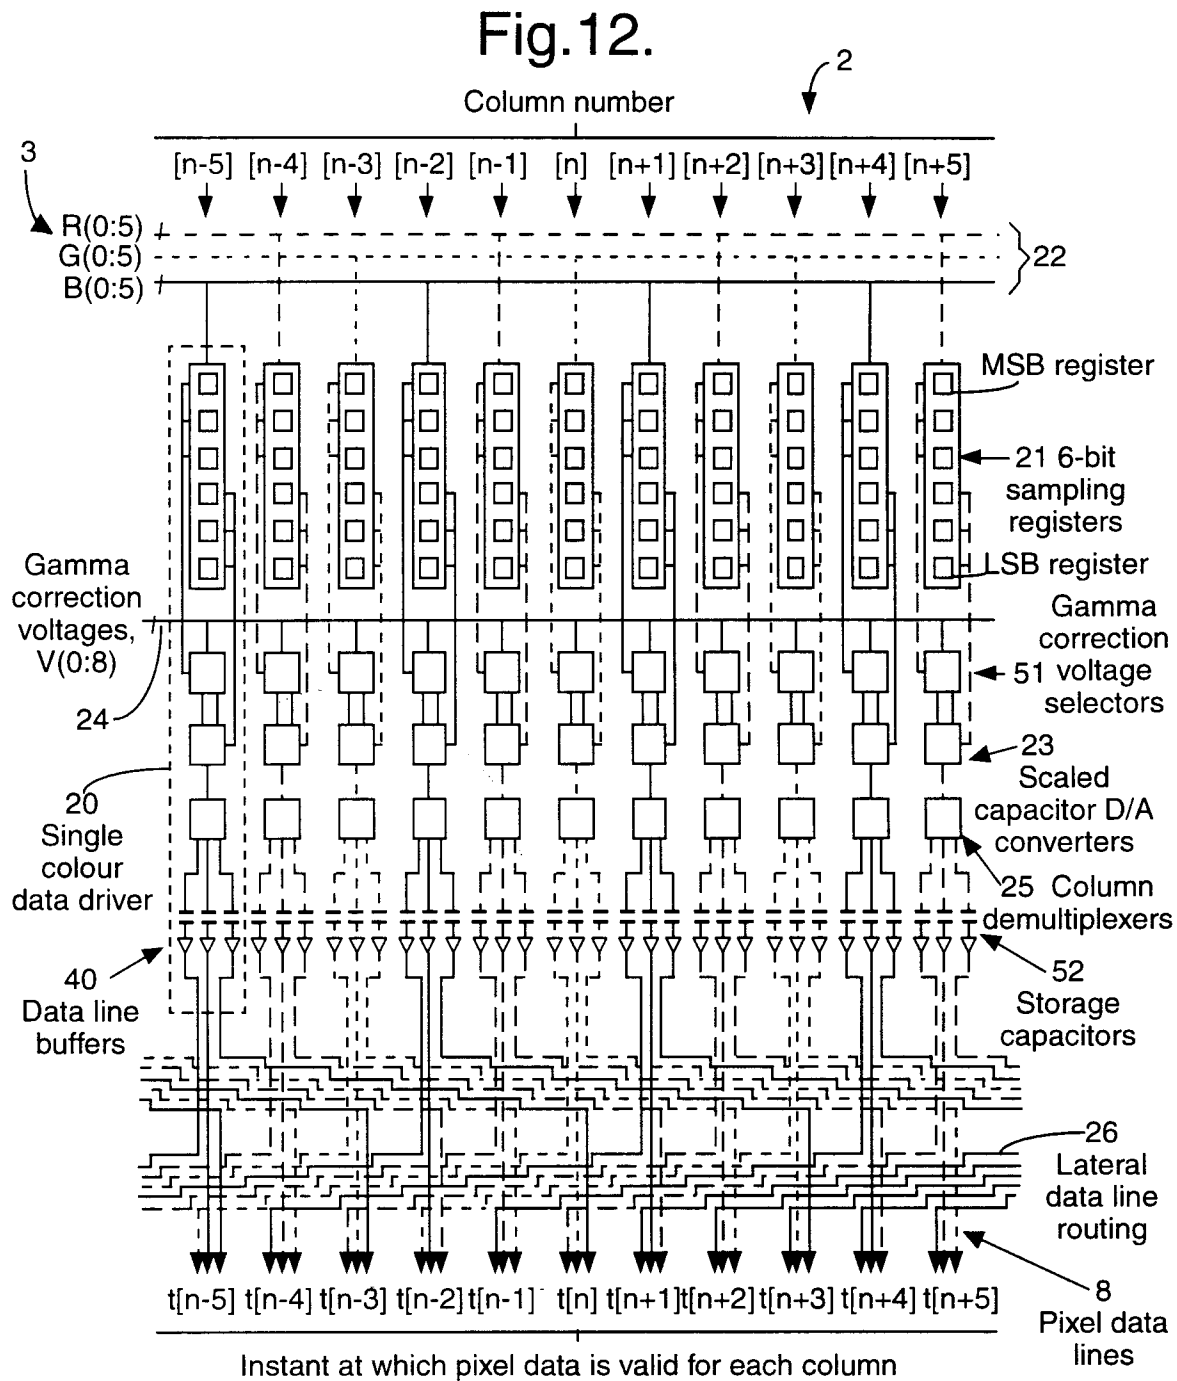 Fig.12.
2
Column number
3
[n-5] [n-4] [n-3] [n-2] [n-1] [n] [n+1] [n+2] [n+3] [n+4] [n+5]
R(0:5)
G(0:5)
B(0:5)
22
MSB register
21 6-bit
sampling
registers
LSB register
Gamma
correction
voltages,
V(0:8)
24
Gamma
correction
51 voltage
selectors
23
Scaled
capacitor D/A
converters
20
Single
colour
data driver
25 Column
demultiplexers
40
Data line
buffers
52
Storage
capacitors
26
Lateral
data line
routing
t[n-5] t[n-4] t[n-3] t[n-2] t[n-1] t[n] t[n+1] t[n+2] t[n+3] t[n+4] t[n+5]
8
Pixel data
lines
Instant at which pixel data is valid for each column